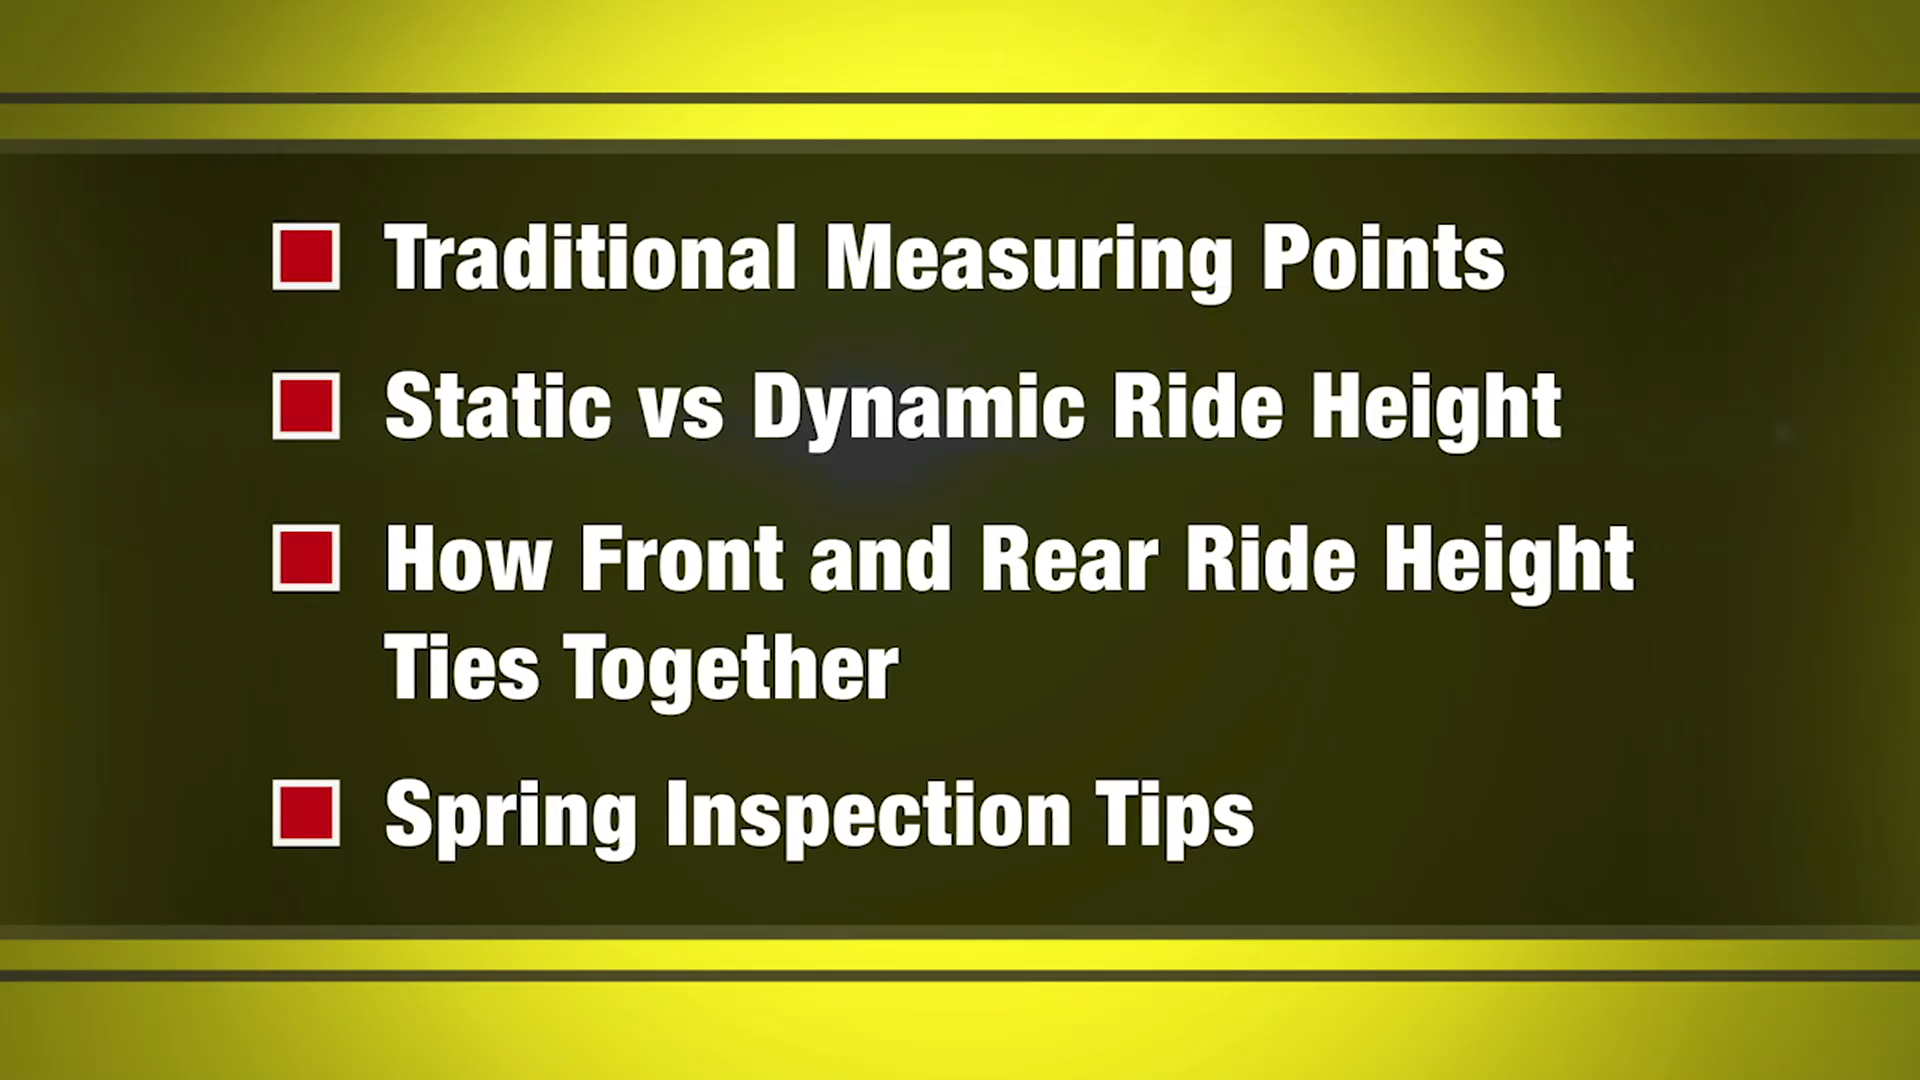 Traditional Measuring Points
Static vs Dynamic Ride Height
How Front and Rear Ride Height
Ties Together
Spring Inspection Tips